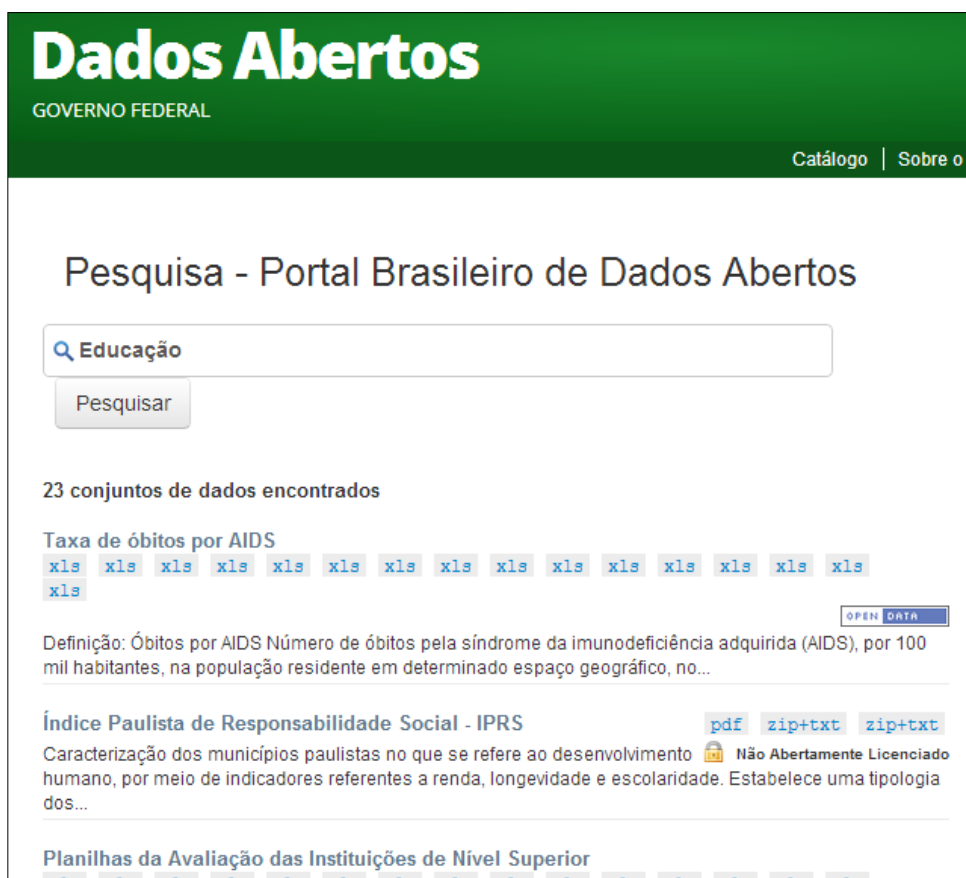 Dados Abertos
GOVERNO FEDERAL
Catálogo | Sobre o
Pesquisa - Portal Brasileiro de Dados Abertos
Educação
Pesquisar
23 conjuntos de dados encontrados
Taxa de óbitos por AIDS
xls xls xls xls xls xls xls xls xls xls xls xls xls xls xls
xls
OPEN DATA
Definição: Óbitos por AIDS Número de óbitos pela síndrome da imunodeficiência adquirida (AIDS), por 100
mil habitantes, na população residente em determinado espaço geográfico, no...
Índice Paulista de Responsabilidade Social - IPRS pdf zip+txt zip+txt
Caracterização dos municípios paulistas no que se refere ao desenvolvimento Não Abertamente Licenciado
humano, por meio de indicadores referentes a renda, longevidade e escolaridade. Estabelece uma tipologia
dos...
Planilhas da Avaliação das Instituições de Nível Superior